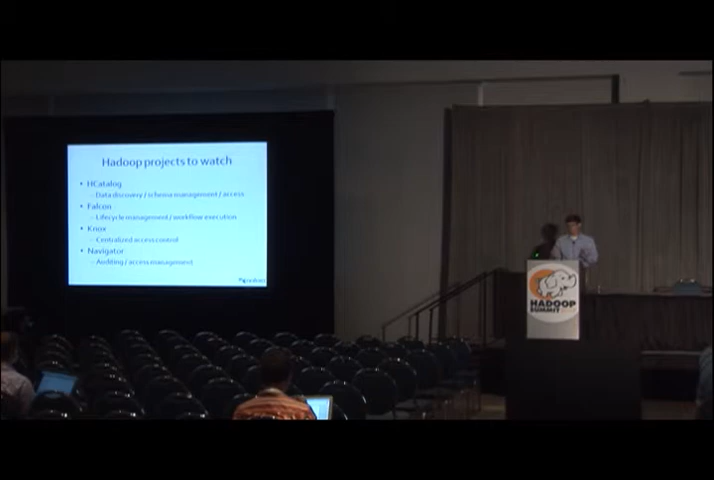 Hadoop projects to watch
• HCatalog
– Data discovery / schema management / access
• Falcon
– Lifecycle management / workflow execution
• Knox
– Centralized access control
• Navigator
– Auditing / access management
HADOOP
SUMMIT